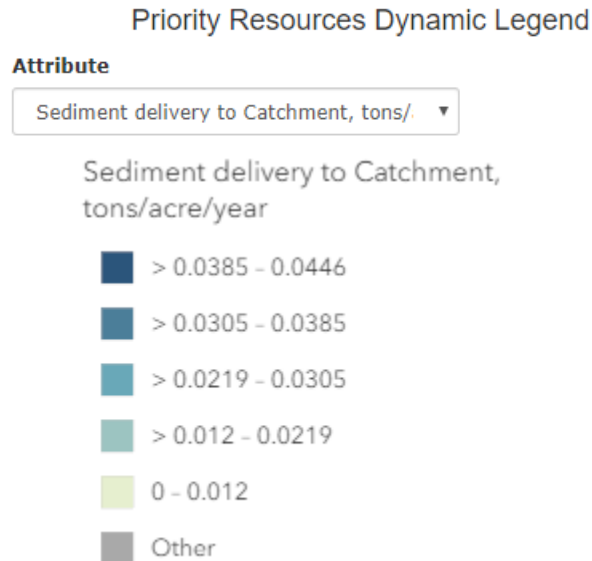 Priority Resources Dynamic Legend
Attribute
Sediment delivery to Catchment, tons/
Sediment delivery to Catchment,
tons/acre/year
> 0.0385 - 0.0446
> 0.0305 - 0.0385
> 0.0219 - 0.0305
> 0.012 - 0.0219
0 - 0.012
Other